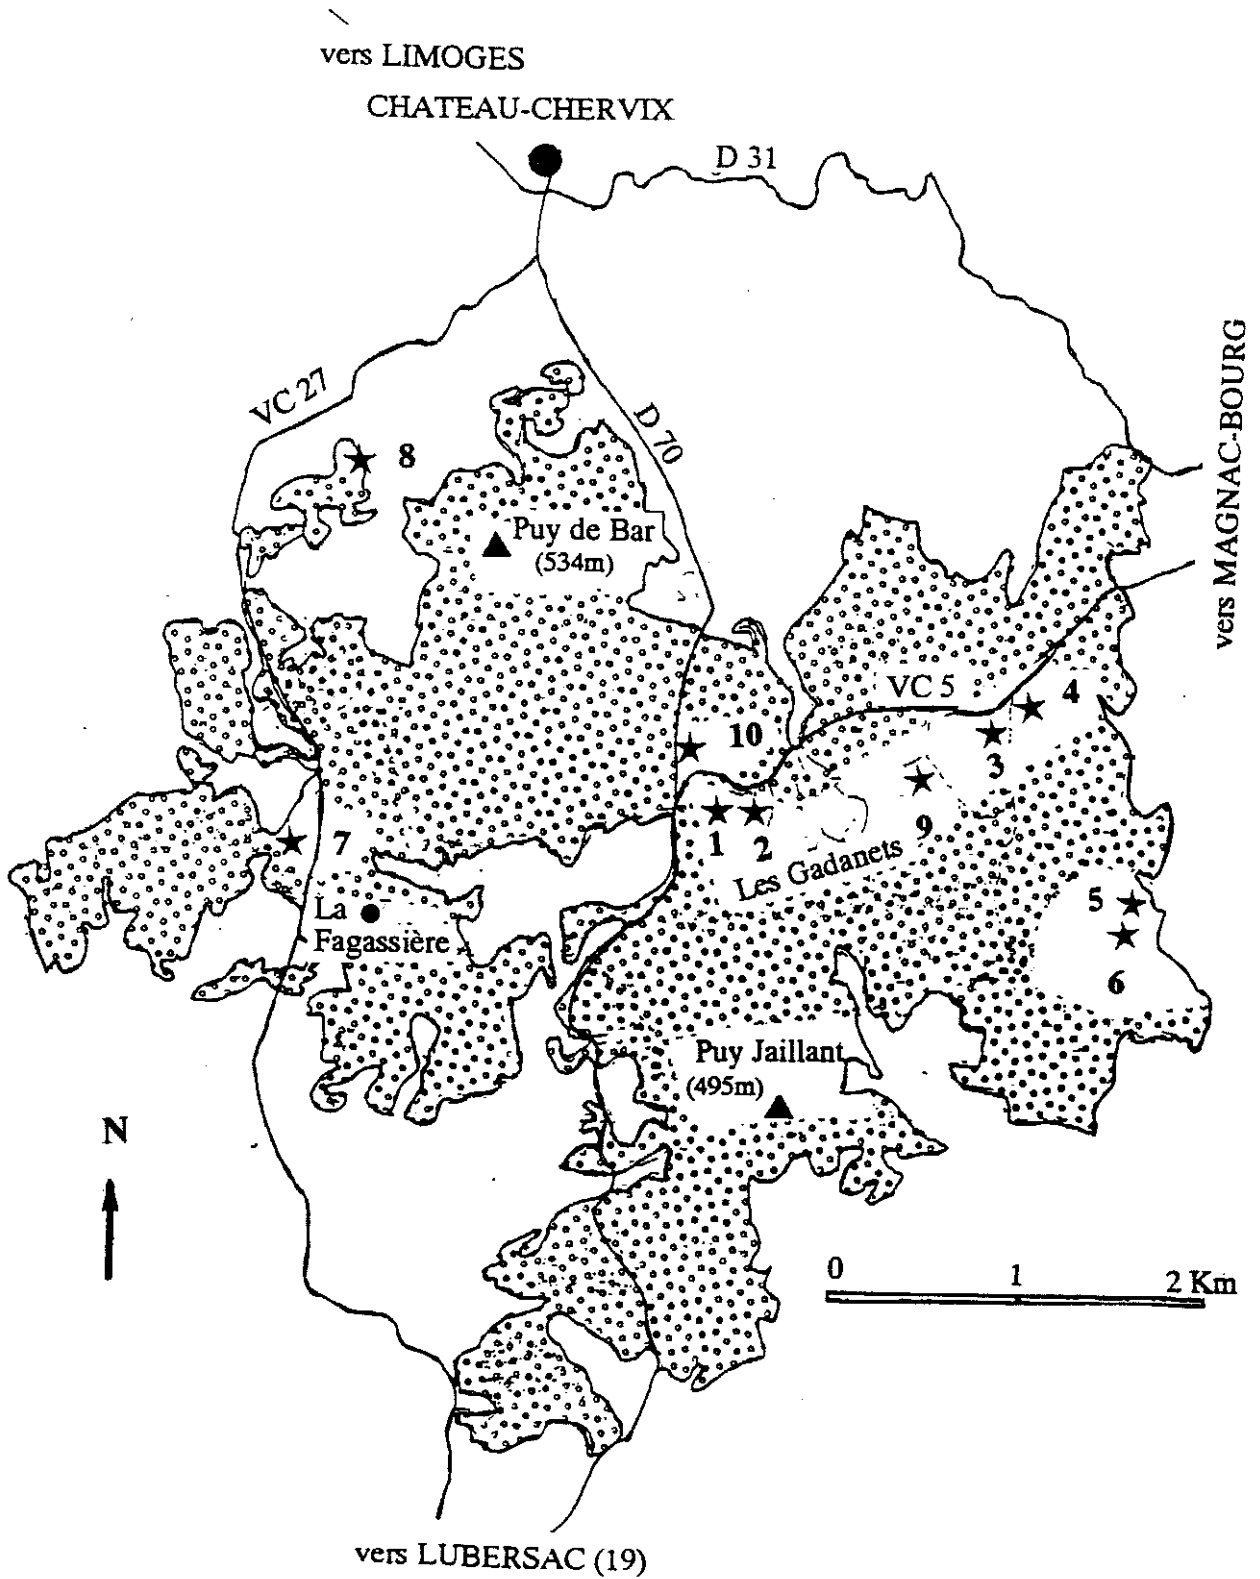 vers LIMOGES
CHATEAU-CHERVIX
D 31
VC 27
D 70
vers MAGNAC-BOURG
8
Puy de Bar
(534m)
VC 5
4
10
3
7
1
2
9
Les Gadanets
La
Fagassière
5
6
Puy Jaillant
(495m)
N
0
1
2 Km
vers LUBERSAC (19)